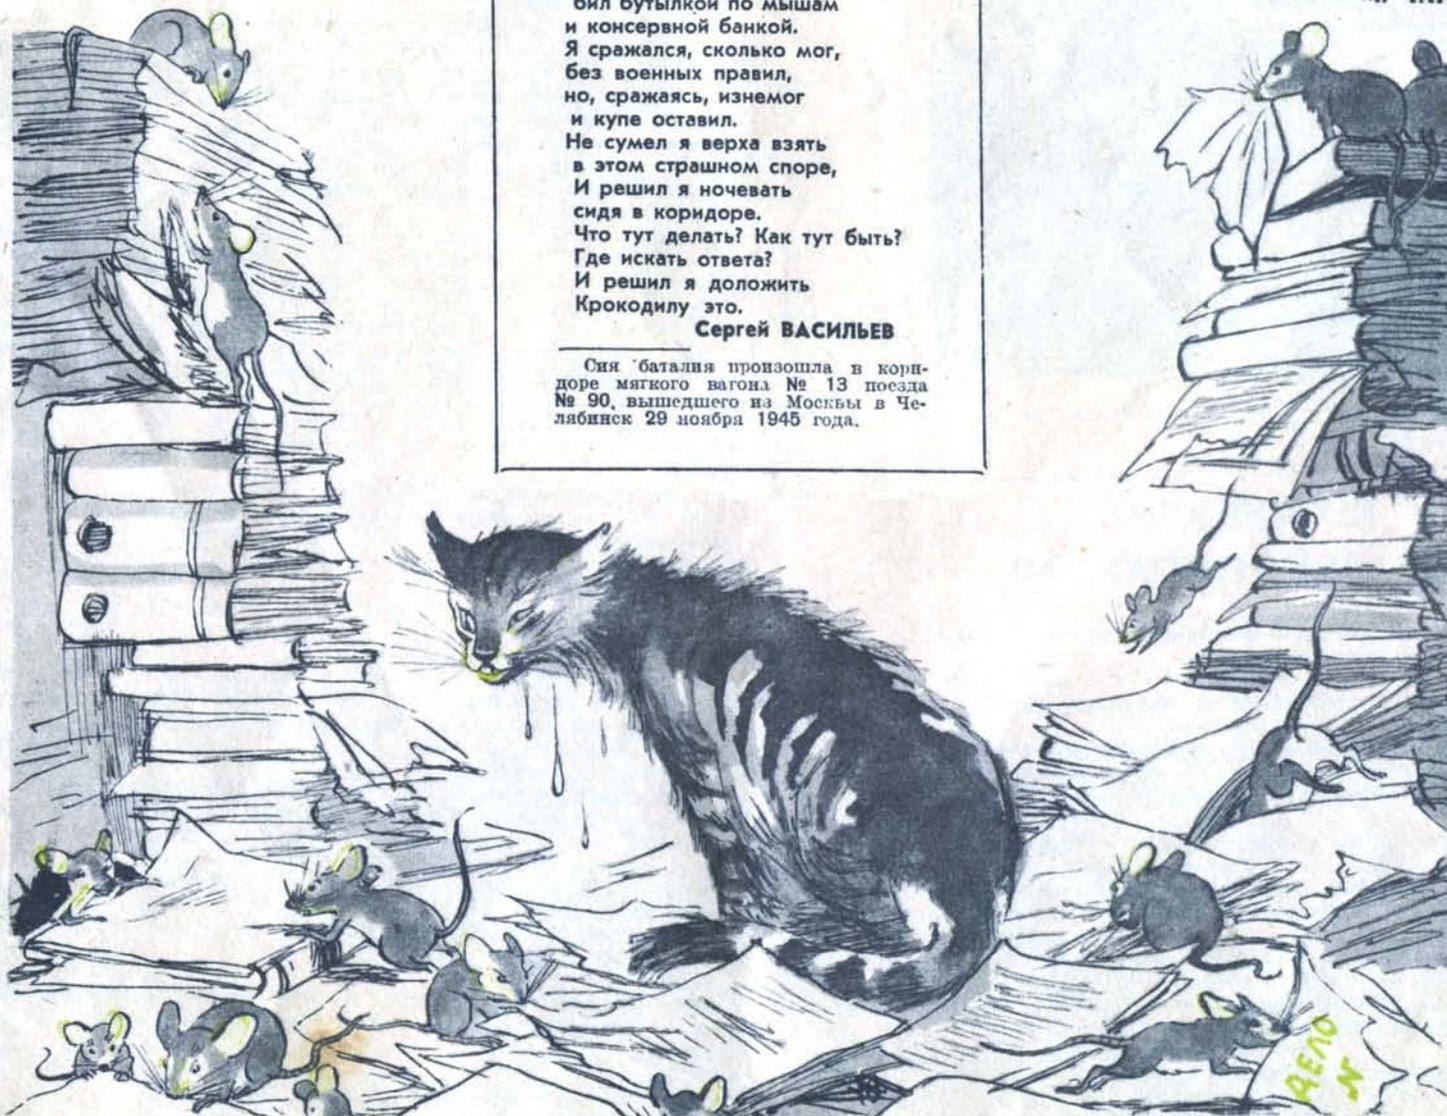 бил бутылкой по мышам
и консервной банкой.
Я сражался, сколько мог,
без военных правил,
но, сражаясь, изнемог
и купе оставил.
Не сумел я верха взять
в этом страшном споре,
И решил я ночевать
сидя в коридоре.
Что тут делать? Как тут быть?
Где искать ответа?
И решил я доложить
Крокодилу это.
Сергей ВАСИЛЬЕВ
Сия баталия произошла в кори-
доре мягкого вагона № 13 поезда
№ 90, вышедшего из Москвы в Че-
лябинск 29 ноября 1945 года.
ДЕЛО
N